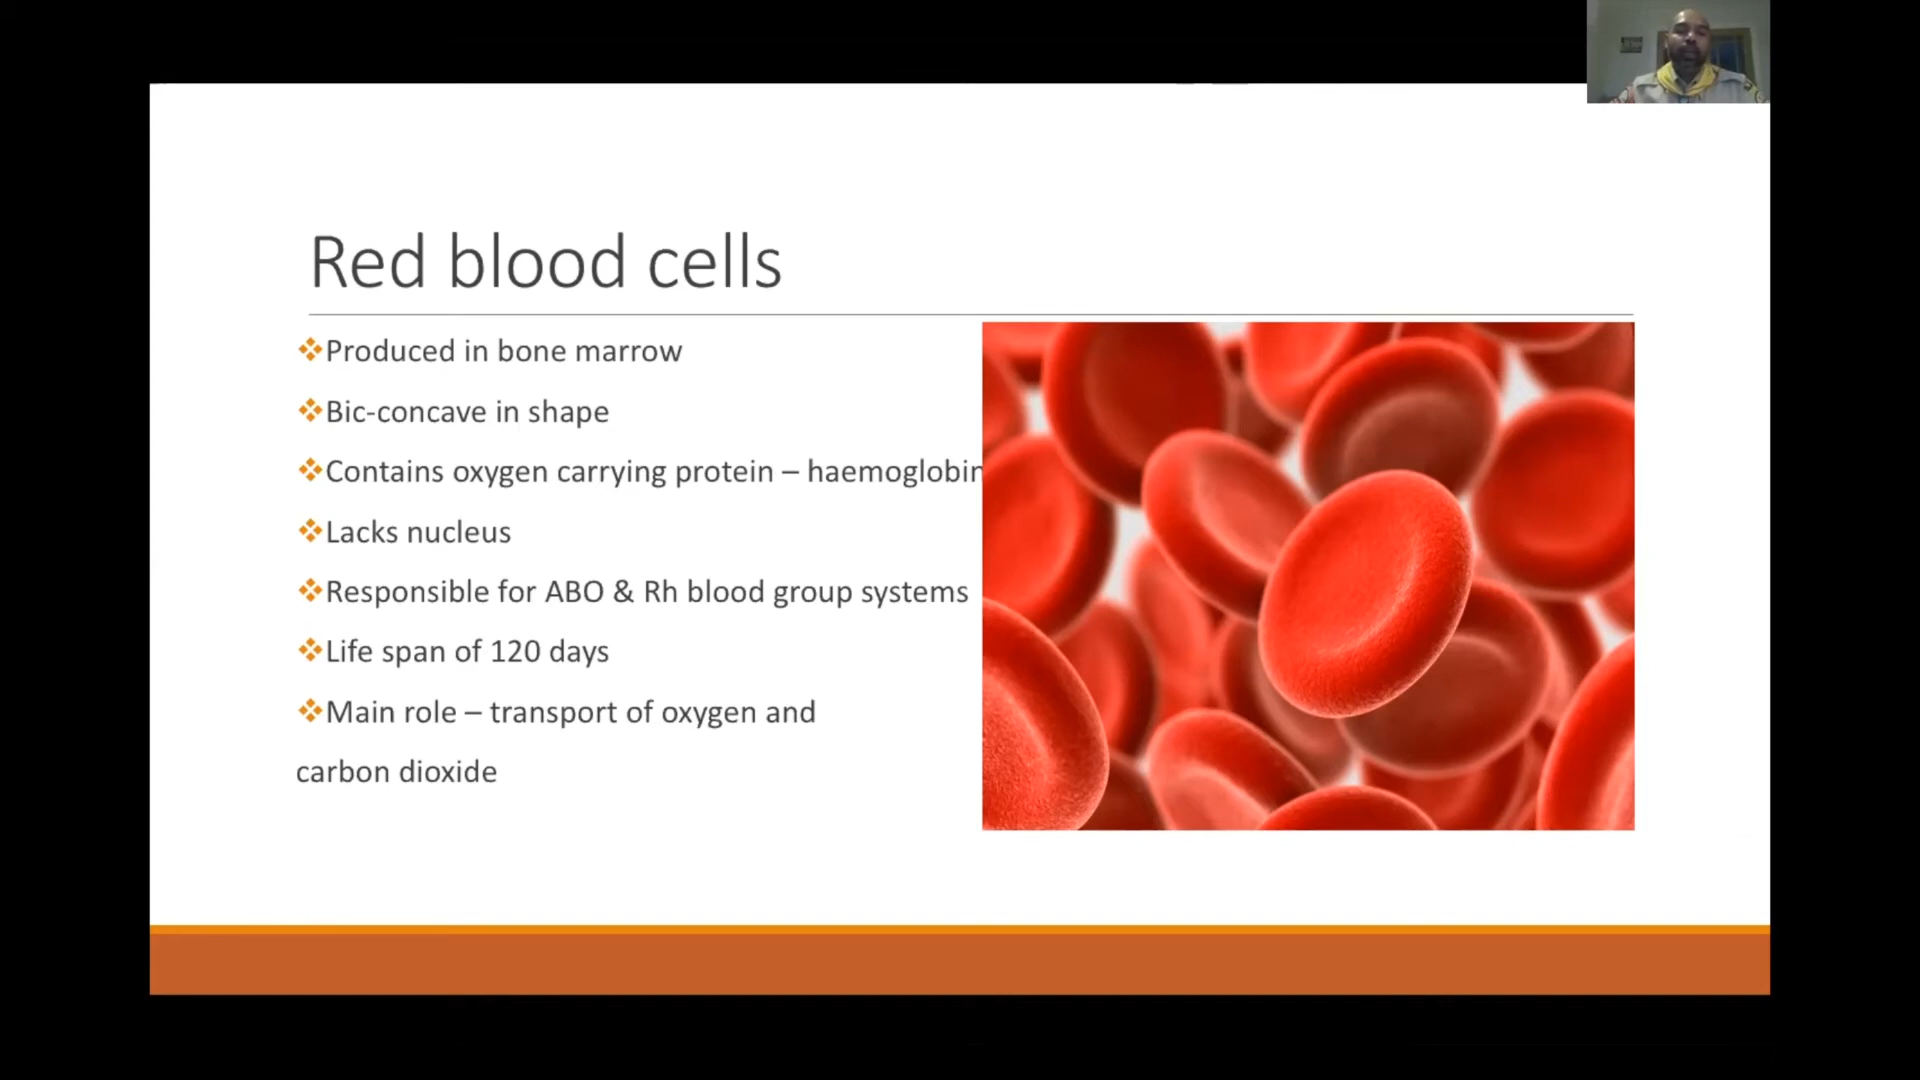 Red blood cells
❖Produced in bone marrow
❖Bic-concave in shape
❖Contains oxygen carrying protein – haemoglobin
❖Lacks nucleus
❖Responsible for ABO & Rh blood group systems
❖Life span of 120 days
❖Main role – transport of oxygen and
carbon dioxide